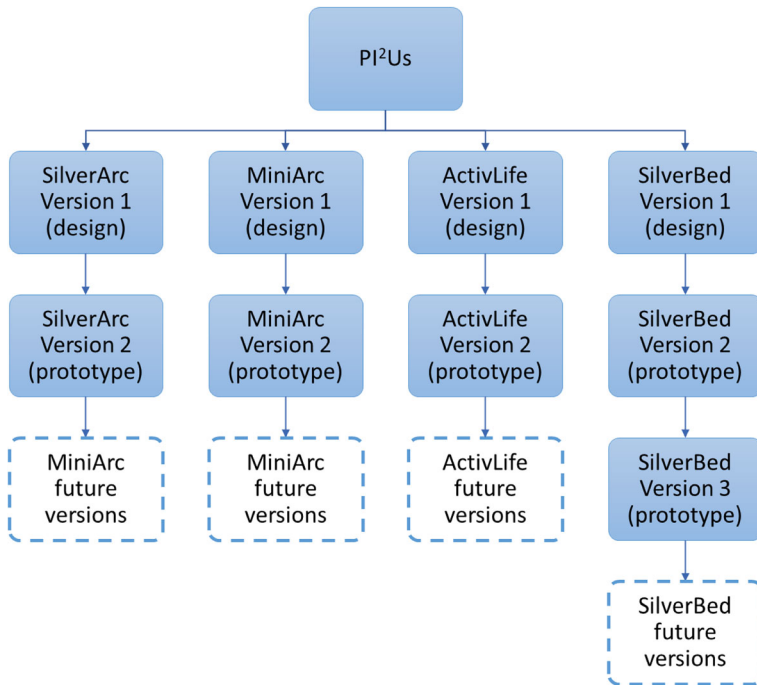 PI²Us
SilverArc
Version 1
(design)
MiniArc
Version 1
(design)
ActivLife
Version 1
(design)
SilverBed
Version 1
(design)
SilverArc
Version 2
(prototype)
MiniArc
Version 2
(prototype)
ActivLife
Version 2
(prototype)
SilverBed
Version 2
(prototype)
MiniArc
future
versions
MiniArc
future
versions
ActivLife
future
versions
SilverBed
Version 3
(prototype)
SilverBed
future
versions